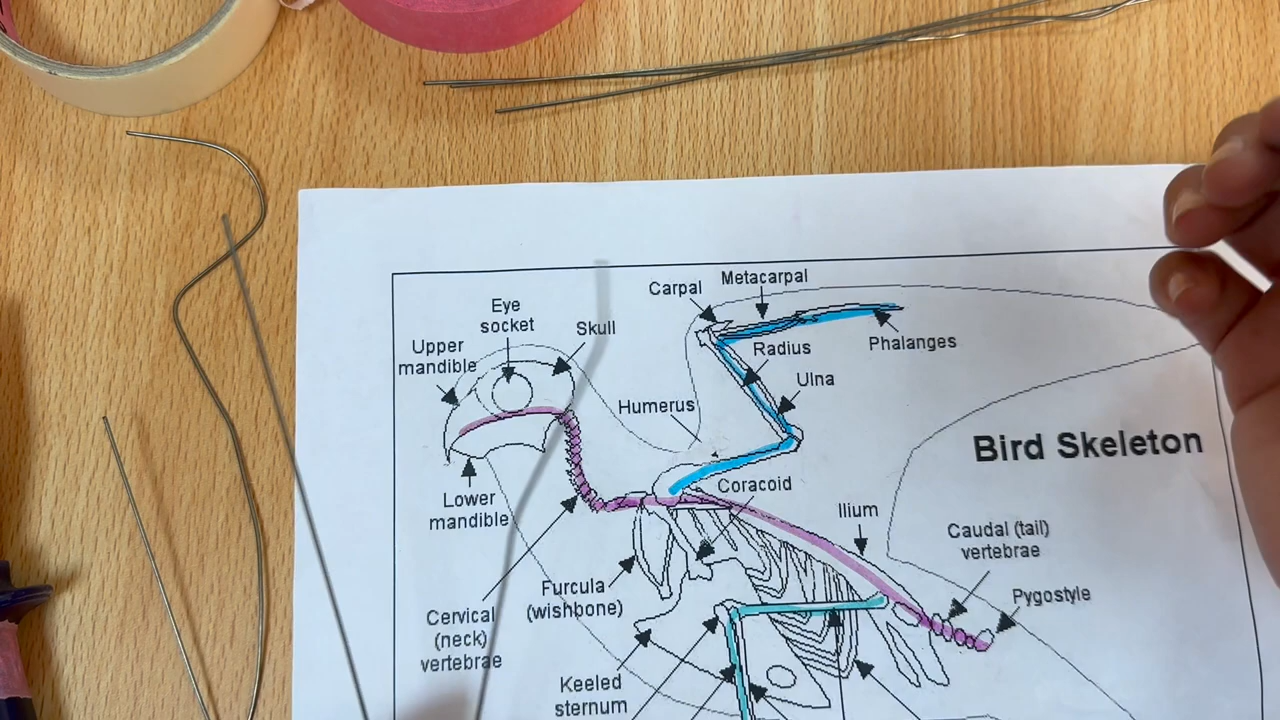 Carpal
Metacarpal
Eye
socket
Skull
Upper
mandible
Radius
Phalanges
Ulna
Humerus
Bird Skeleton
Coracoid
Lower
mandible
Ilium
Caudal (tail)
vertebrae
Furcula
(wishbone)
Pygostyle
Cervical
(neck)
vertebrae
Keeled
sternum